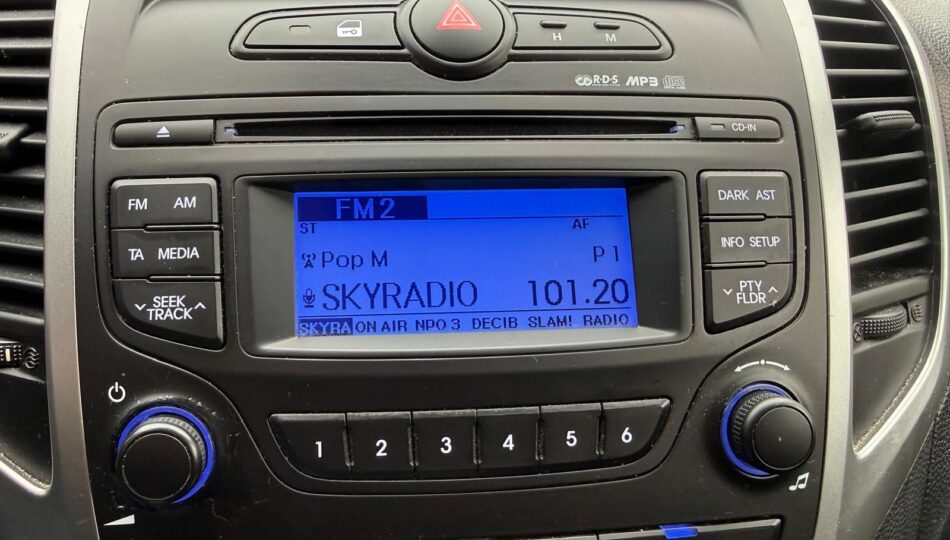 H M
R·D·S MP3
CD-IN
FM AM
TA MEDIA
SEEK
TRACK
FM2
ST AF
Pop M P1
SKYRADIO 101.20
SKYRA ON AIR NPO 3 DECIB SLAM! RADIO
DARK AST
INFO SETUP
PTY
FLDR
1 2 3 4 5 6